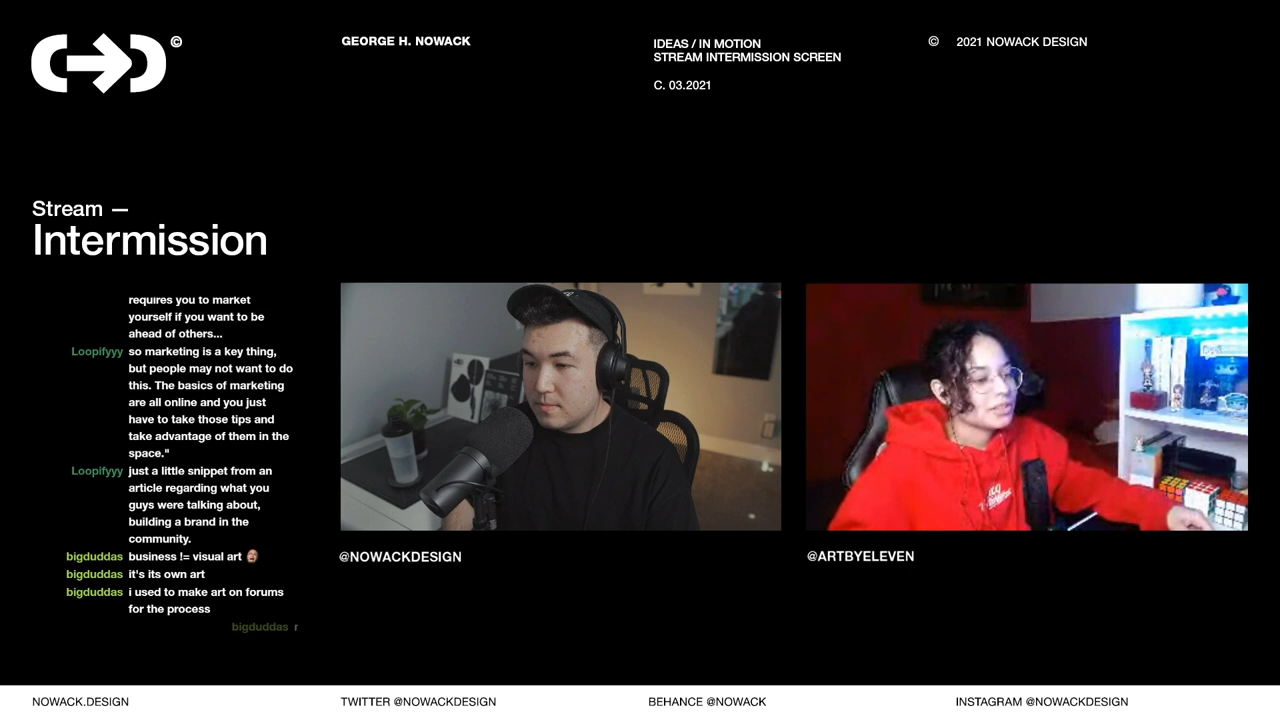 ©
GEORGE H. NOWACK
IDEAS / IN MOTION
STREAM INTERMISSION SCREEN
C. 03.2021
© 2021 NOWACK DESIGN
Stream —
Intermission
requires you to market
yourself if you want to be
ahead of others...
Loopifyyy so marketing is a key thing,
but people may not want to do
this. The basics of marketing
are all online and you just
have to take those tips and
take advantage of them in the
space."
Loopifyyy just a little snippet from an
article regarding what you
guys were talking about,
building a brand in the
community.
bigduddas business != visual art
bigduddas it's its own art
bigduddas i used to make art on forums
for the process
bigduddas r
@NOWACKDESIGN
@ARTBYELEVEN
NOWACK.DESIGN
TWITTER @NOWACKDESIGN
BEHANCE @NOWACK
INSTAGRAM @NOWACKDESIGN